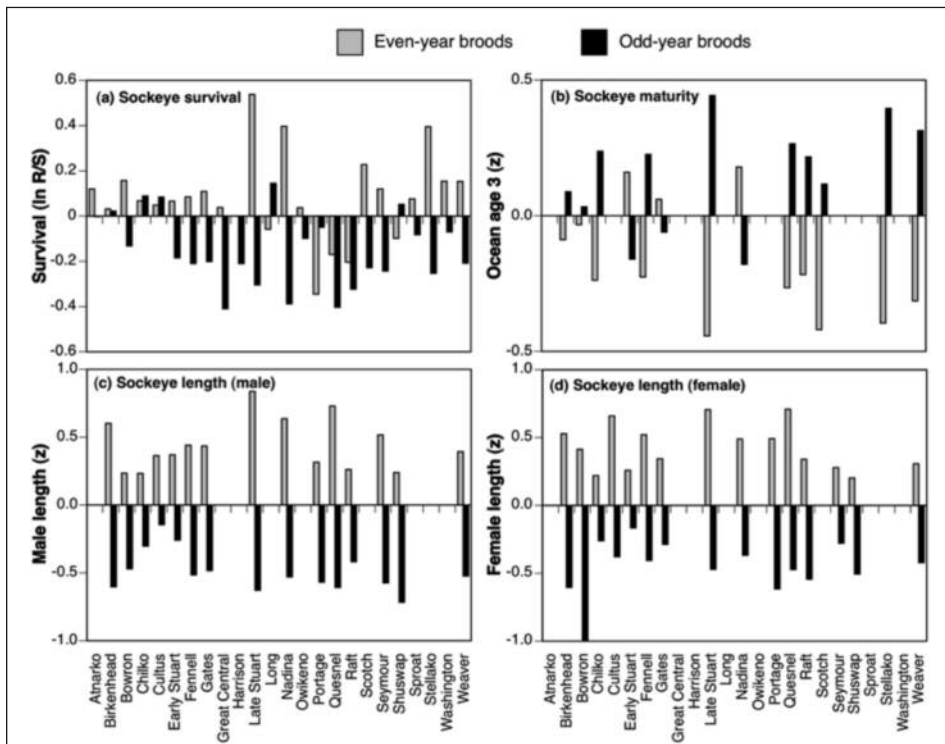 Even-year broods
Odd-year broods
(a) Sockeye survival
Survival (ln R/S)
0.6
0.4
0.2
0
-0.2
-0.4
-0.6
(b) Sockeye maturity
Ocean age 3 (z)
0.5
0.0
-0.5
(c) Sockeye length (male)
Male length (z)
1.0
0.5
0.0
-0.5
-1.0
(d) Sockeye length (female)
Female length (z)
1.0
0.5
0.0
-0.5
-1.0
Atnarko
Birkenhead
Bowron
Chilko
Cultus
Early Stuart
Fennell
Gates
Great Central
Harrison
Late Stuart
Long
Nadina
Owikeno
Portage
Quesnel
Raft
Scotch
Seymour
Shuswap
Sproat
Stellako
Washington
Weaver
Atnarko
Birkenhead
Bowron
Chilko
Cultus
Early Stuart
Fennell
Gates
Great Central
Harrison
Late Stuart
Long
Nadina
Owikeno
Portage
Quesnel
Raft
Scotch
Seymour
Shuswap
Sproat
Stellako
Washington
Weaver